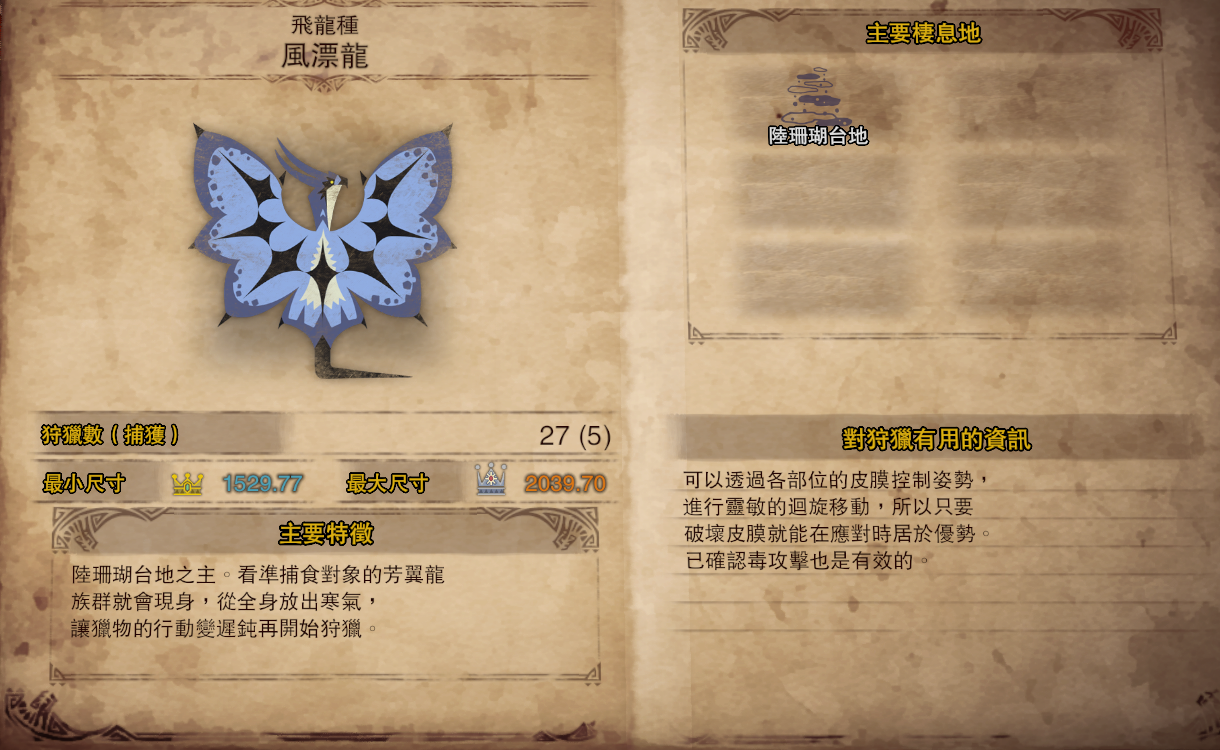 飛龍種
風漂龍
狩獵數（捕獲）
27 (5)
最小尺寸 1529.77 最大尺寸 2039.70
主要特徵
陸珊瑚台地之主。看準捕食對象的芳翼龍
族群就會現身，從全身放出寒氣，
讓獵物的行動變遲鈍再開始狩獵。
主要棲息地
陸珊瑚台地
對狩獵有用的資訊
可以透過各部位的皮膜控制姿勢，
進行靈敏的迴旋移動，所以只要
破壞皮膜就能在應對時居於優勢。
已確認毒攻擊也是有效的。